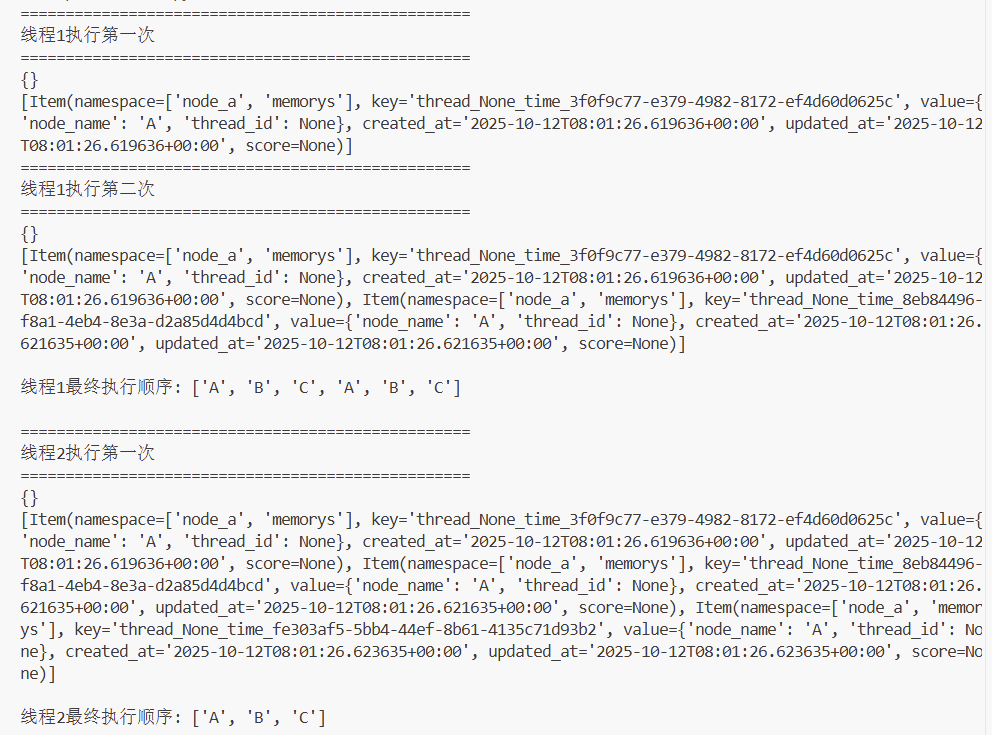 ==================================================
线程1执行第一次
==================================================
{}
[Item(namespace=['node_a', 'memorys'], key='thread_None_time_3f0f9c77-e379-4982-8172-ef4d60d0625c', value={
'node_name': 'A', 'thread_id': None}, created_at='2025-10-12T08:01:26.619636+00:00', updated_at='2025-10-12
T08:01:26.619636+00:00', score=None)]
==================================================
线程1执行第二次
==================================================
{}
[Item(namespace=['node_a', 'memorys'], key='thread_None_time_3f0f9c77-e379-4982-8172-ef4d60d0625c', value={
'node_name': 'A', 'thread_id': None}, created_at='2025-10-12T08:01:26.619636+00:00', updated_at='2025-10-12
T08:01:26.619636+00:00', score=None), Item(namespace=['node_a', 'memorys'], key='thread_None_time_8eb84496-
f8a1-4eb4-8e3a-d2a85d4d4bcd', value={'node_name': 'A', 'thread_id': None}, created_at='2025-10-12T08:01:26.
621635+00:00', updated_at='2025-10-12T08:01:26.621635+00:00', score=None)]
线程1最终执行顺序: ['A', 'B', 'C', 'A', 'B', 'C']
==================================================
线程2执行第一次
==================================================
{}
[Item(namespace=['node_a', 'memorys'], key='thread_None_time_3f0f9c77-e379-4982-8172-ef4d60d0625c', value={
'node_name': 'A', 'thread_id': None}, created_at='2025-10-12T08:01:26.619636+00:00', updated_at='2025-10-12
T08:01:26.619636+00:00', score=None), Item(namespace=['node_a', 'memorys'], key='thread_None_time_8eb84496-
f8a1-4eb4-8e3a-d2a85d4d4bcd', value={'node_name': 'A', 'thread_id': None}, created_at='2025-10-12T08:01:26.
621635+00:00', updated_at='2025-10-12T08:01:26.621635+00:00', score=None), Item(namespace=['node_a', 'memor
ys'], key='thread_None_time_fe303af5-5bb4-44ef-8b61-4135c71d93b2', value={'node_name': 'A', 'thread_id': No
ne}, created_at='2025-10-12T08:01:26.623635+00:00', updated_at='2025-10-12T08:01:26.623635+00:00', score=No
ne)]
线程2最终执行顺序: ['A', 'B', 'C']